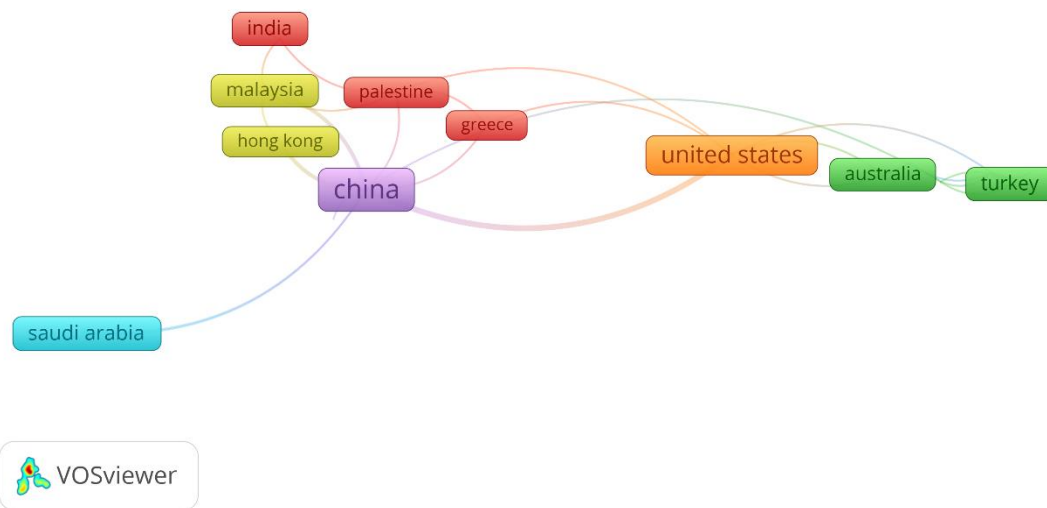 india
malaysia
palestine
greece
hong kong
united states
china
australia
turkey
saudi arabia
VOSviewer